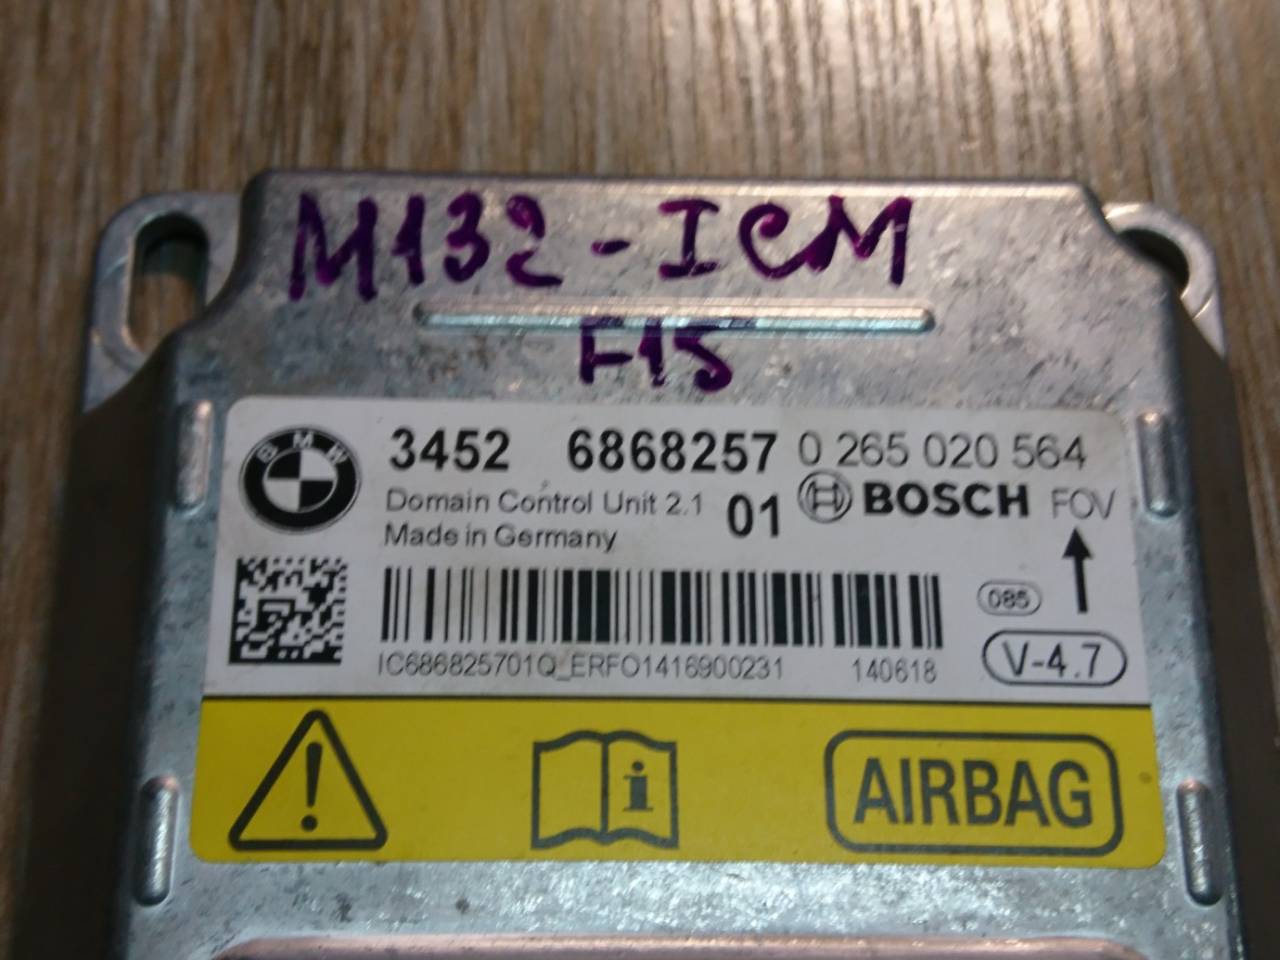 M132-ICM
F15
BMW
3452 6868257 0 265 020 564
Domain Control Unit 2.1 01 BOSCH FOV
Made in Germany
085
IC686825701Q_ERFO1416900231 140618 V-4.7
AIRBAG